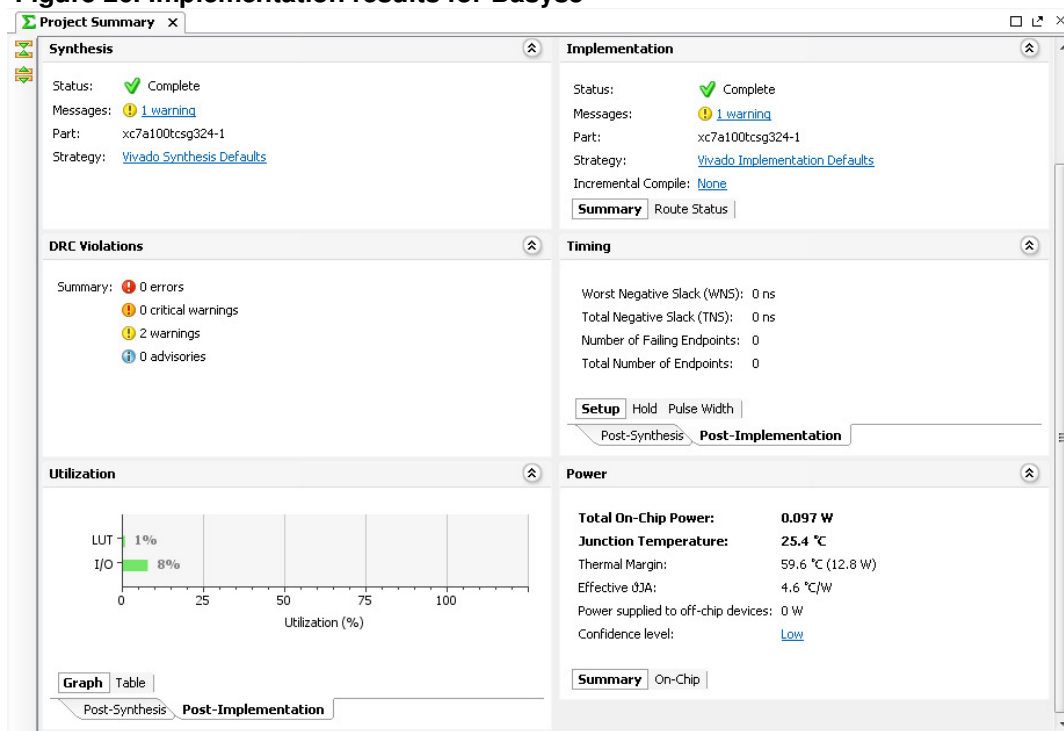 Project Summary ×
Synthesis
Status: Complete
Messages: 1 warning
Part: xc7a100tcsg324-1
Strategy: Vivado Synthesis Defaults
Implementation
Status: Complete
Messages: 1 warning
Part: xc7a100tcsg324-1
Strategy: Vivado Implementation Defaults
Incremental Compile: None
Summary Route Status
DRC Violations
Summary: 0 errors
0 critical warnings
2 warnings
0 advisories
Timing
Worst Negative Slack (WNS): 0 ns
Total Negative Slack (TNS): 0 ns
Number of Failing Endpoints: 0
Total Number of Endpoints: 0
Setup Hold Pulse Width
Post-Synthesis Post-Implementation
Utilization
LUT 1%
I/O 8%
0 25 50 75 100
Utilization (%)
Graph Table
Post-Synthesis Post-Implementation
Power
Total On-Chip Power: 0.097 W
Junction Temperature: 25.4 °C
Thermal Margin: 59.6 °C (12.8 W)
Effective ϑJA: 4.6 °C/W
Power supplied to off-chip devices: 0 W
Confidence level: Low
Summary On-Chip